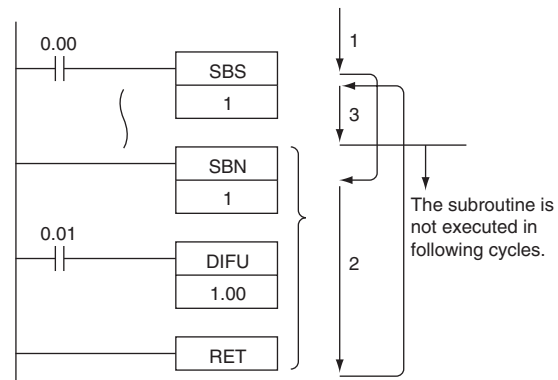 0.00
SBS
1
SBN
1
0.01
DIFU
1.00
RET
1
3
2
The subroutine is
not executed in
following cycles.